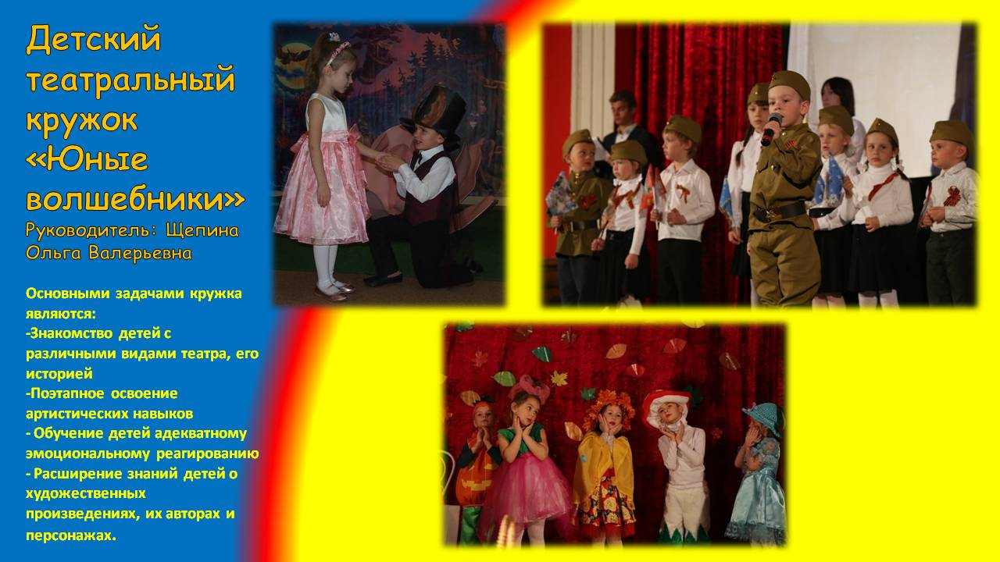 Детский
театральный
кружок
«Юные
волшебники»
Руководитель: Щепина
Ольга Валерьевна
Основными задачами кружка
являются:
-Знакомство детей с
различными видами театра, его
историей
-Поэтапное освоение
артистических навыков
- Обучение детей адекватному
эмоциональному реагированию
- Расширение знаний детей о
художественных
произведениях, их авторах и
персонажах.